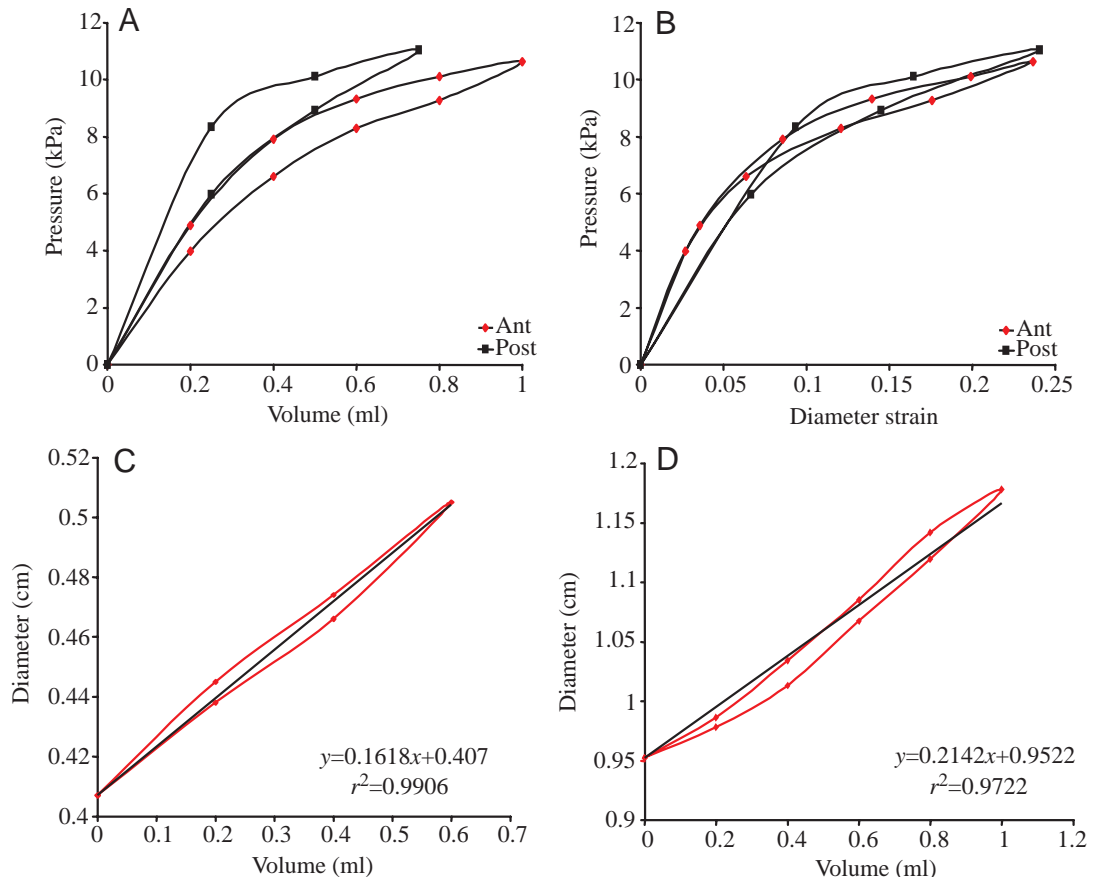 A
12
10
8
6
4
2
0
Pressure (kPa)
0 0.2 0.4 0.6 0.8 1
Volume (ml)
Ant
Post
B
12
10
8
6
4
2
0
Pressure (kPa)
0 0.05 0.1 0.15 0.2 0.25
Diameter strain
Ant
Post
C
0.52
0.5
0.48
0.46
0.44
0.42
0.4
Diameter (cm)
y=0.1618x+0.407
r²=0.9906
0 0.1 0.2 0.3 0.4 0.5 0.6 0.7
Volume (ml)
D
1.2
1.15
1.10
1.05
1
0.95
0.9
Diameter (cm)
y=0.2142x+0.9522
r²=0.9722
0 0.2 0.4 0.6 0.8 1 1.2
Volume (ml)